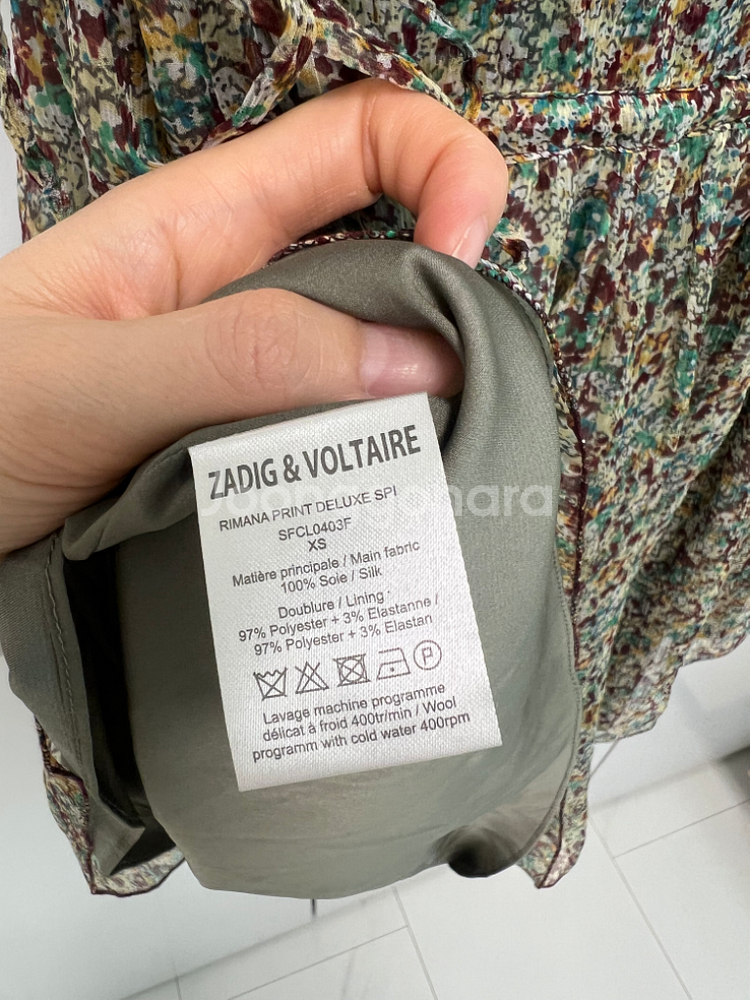 ZADIG & VOLTAIRE
RIMANA PRINT DELUXE SPI
SFCL0403F
XS
Matière principale / Main fabric
100% Soie / Silk
Doublure / Lining :
97% Polyester + 3% Elastanne /
97% Polyester + 3% Elastan
P
Lavage machine programme
délicat à froid 400tr/min / Wool
programm with cold water 400rpm